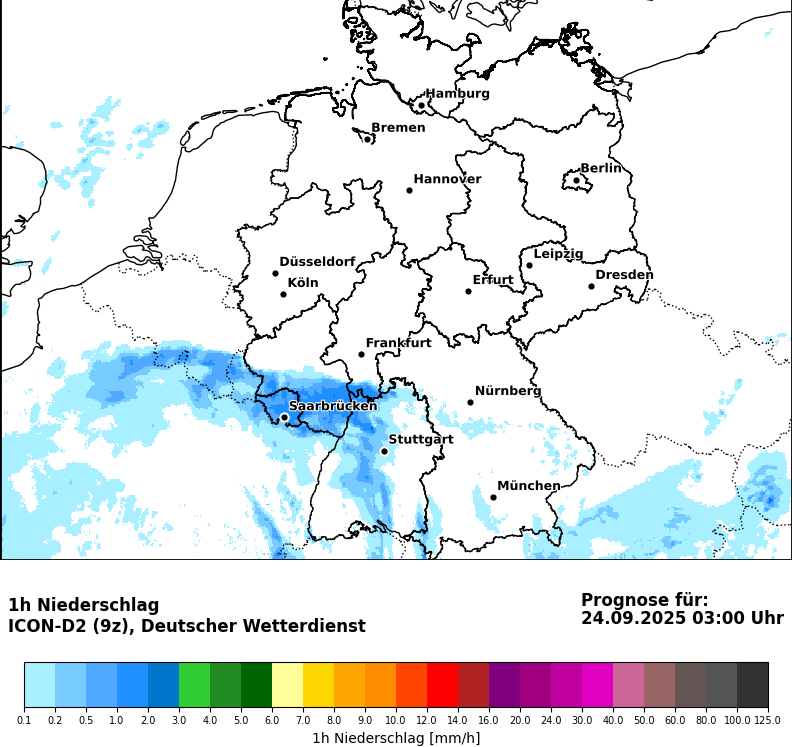 Hamburg
Bremen
Berlin
Hannover
Leipzig
Düsseldorf
Dresden
Köln
Erfurt
Frankfurt
Nürnberg
Saarbrücken
Stuttgart
München
1h Niederschlag
ICON-D2 (9z), Deutscher Wetterdienst
Prognose für:
24.09.2025 03:00 Uhr
0.1 0.2 0.5 1.0 2.0 3.0 4.0 5.0 6.0 7.0 8.0 9.0 10.0 12.0 14.0 16.0 20.0 24.0 30.0 40.0 50.0 60.0 80.0 100.0 125.0
1h Niederschlag [mm/h]